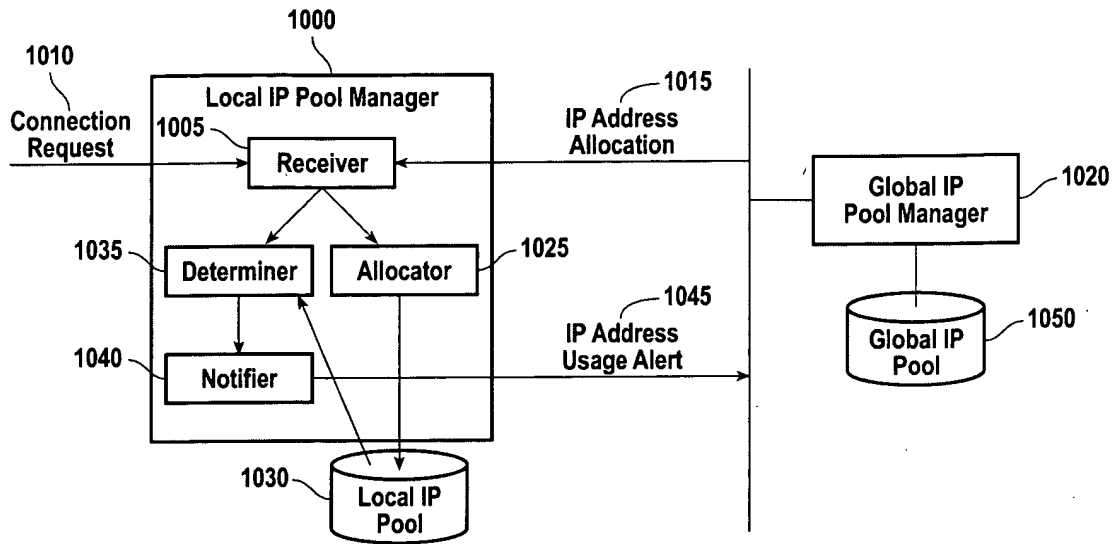 1000
1010
Connection
Request
Local IP Pool Manager
1005
Receiver
1015
IP Address
Allocation
Global IP
Pool Manager
1020
1035
Determiner
Allocator
1025
1045
IP Address
Usage Alert
1040
Notifier
Global IP
Pool
1050
1030
Local IP
Pool